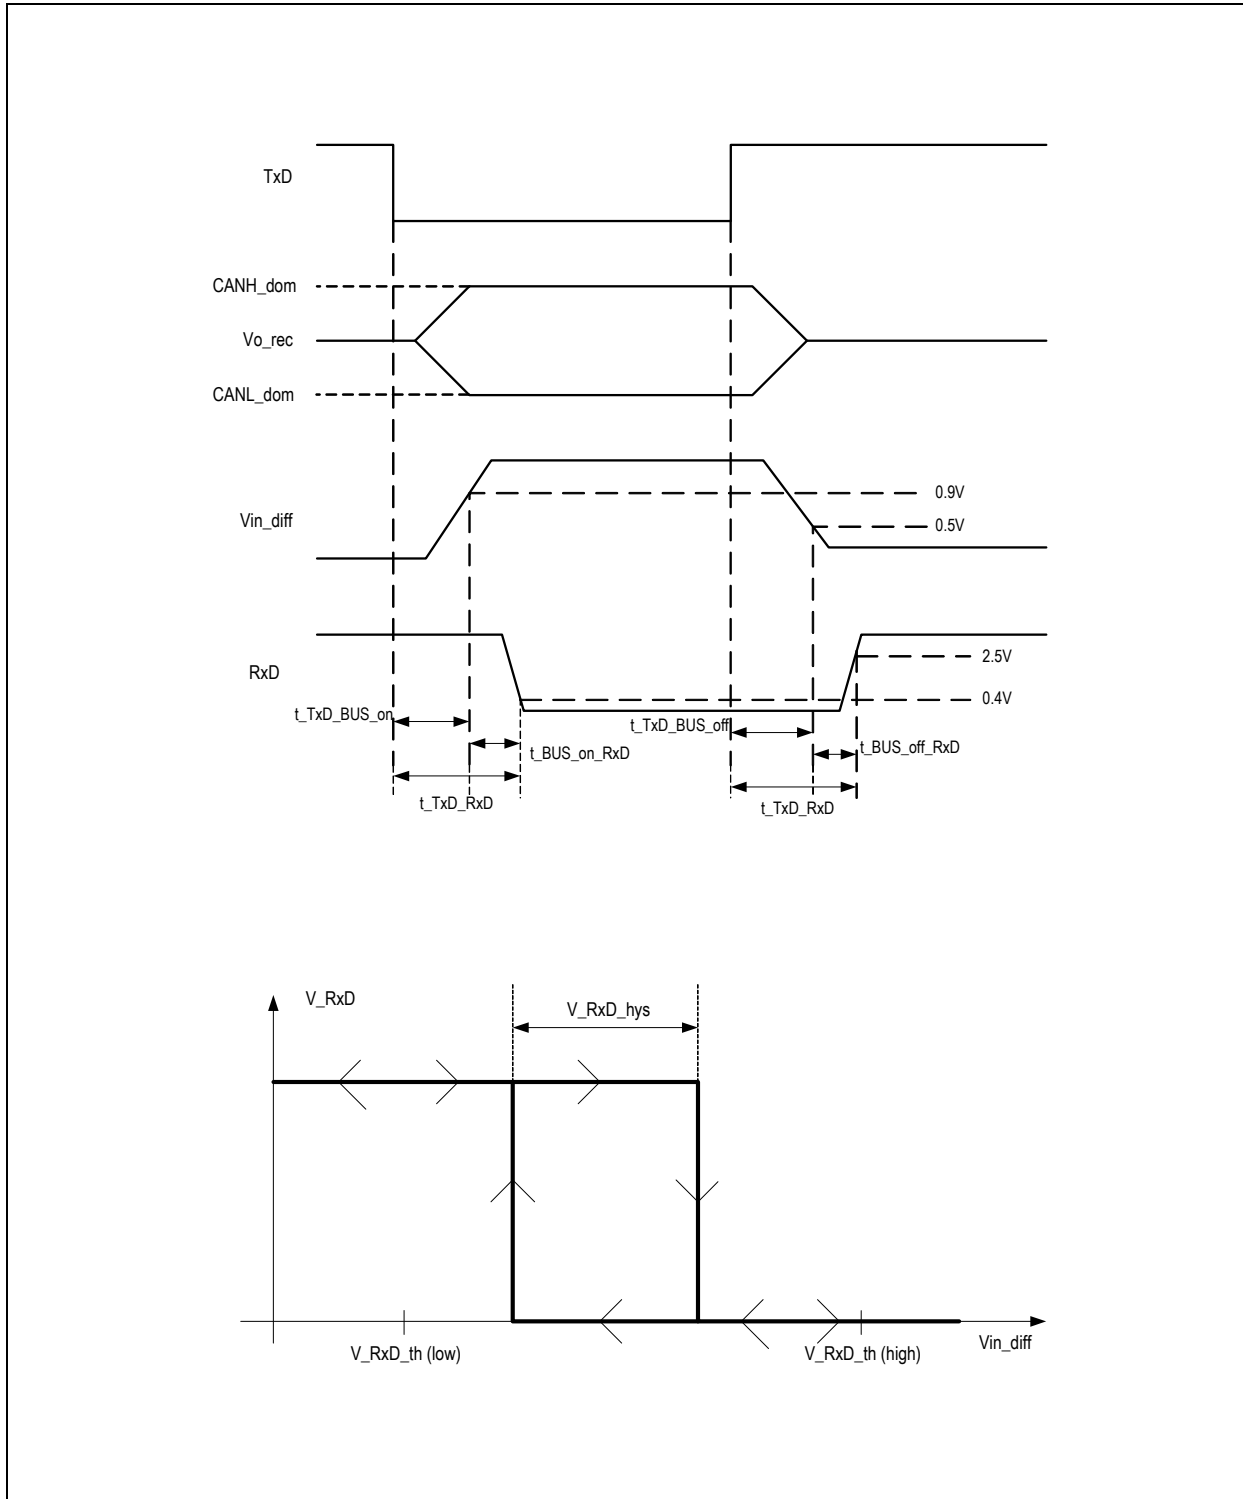 TxD
CANH_dom
Vo_rec
CANL_dom
0.9V
Vin_diff
0.5V
2.5V
RxD
0.4V
t_TxD_BUS_on
t_TxD_BUS_off
t_BUS_on_RxD
t_BUS_off_RxD
t_TxD_RxD
t_TxD_RxD
V_RxD
V_RxD_hys
V_RxD_th (low)
V_RxD_th (high)
Vin_diff